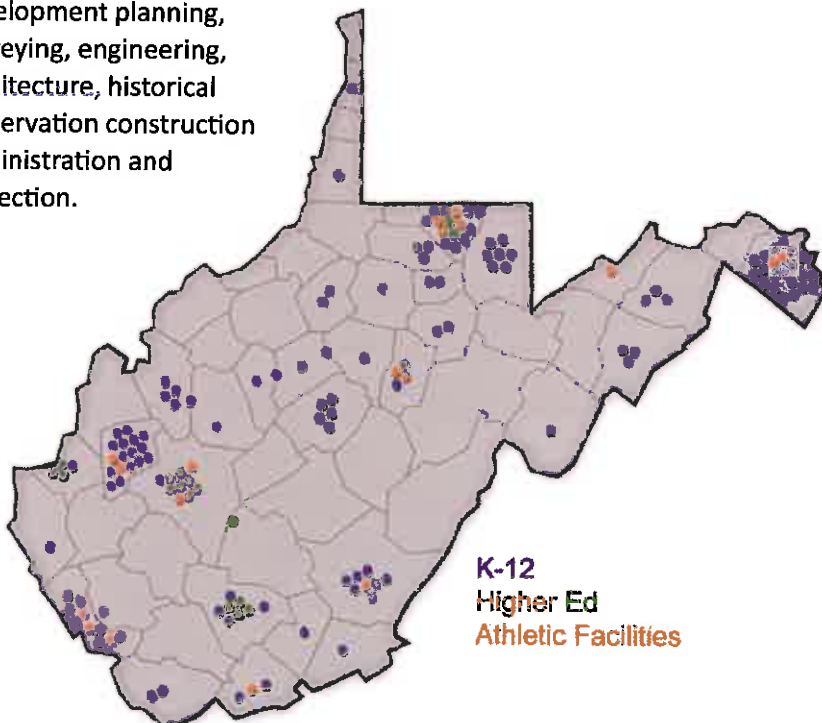 elopment planning,
eying, engineering,
itecture, historical
ervation construction
inistration and
ection.
K-12
Higher Ed
Athletic Facilities